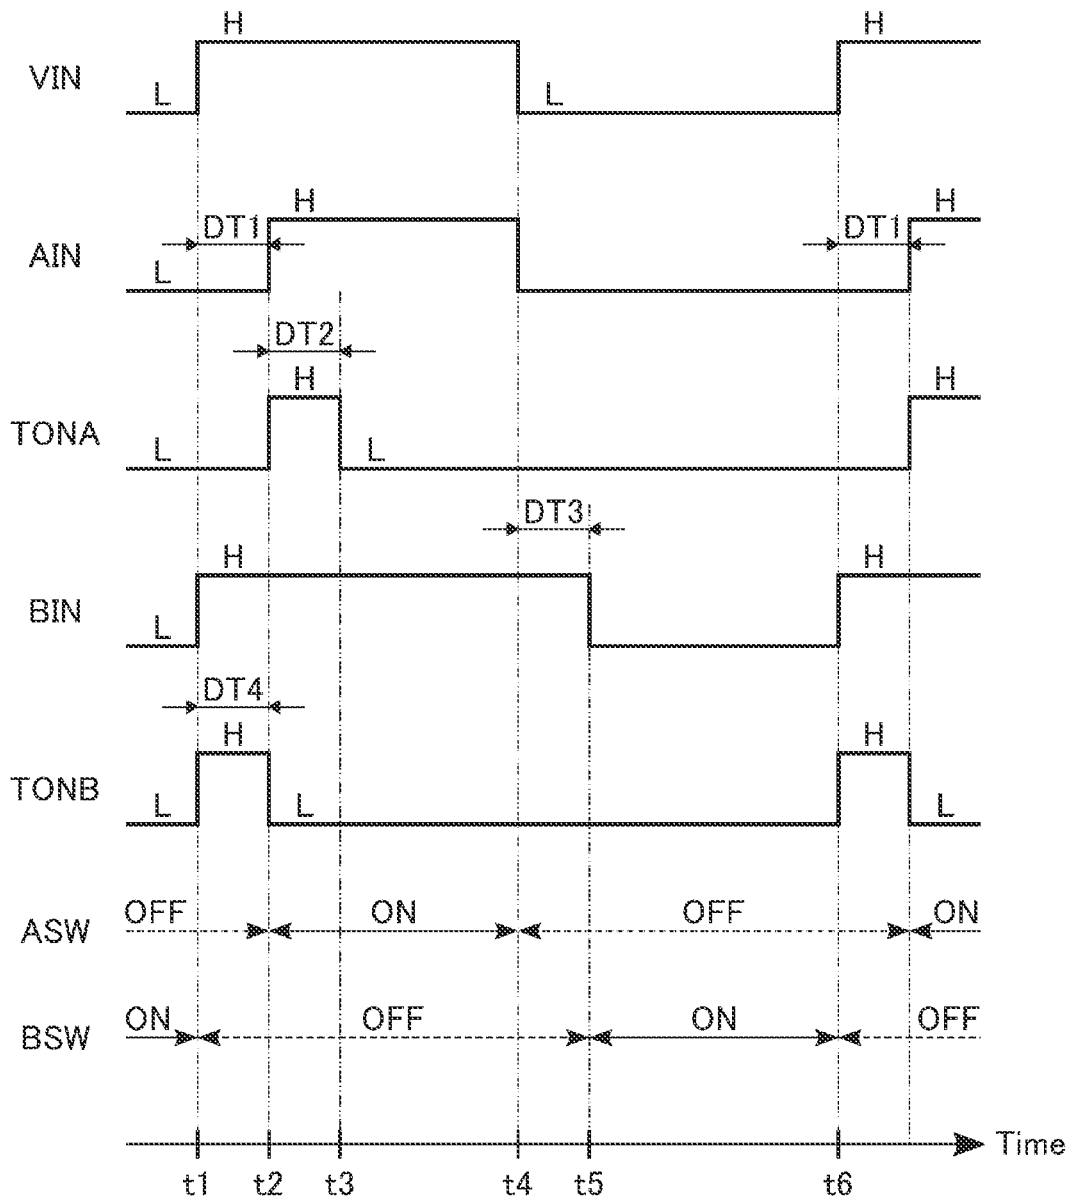 H H
VIN L L
H H
DT1 DT1
AIN L
DT2
H H
TONA L L
DT3
H H
BIN L
DT4
H H
TONB L L L
OFF ON OFF ON
ASW
ON OFF ON OFF
BSW
Time
t1 t2 t3 t4 t5 t6